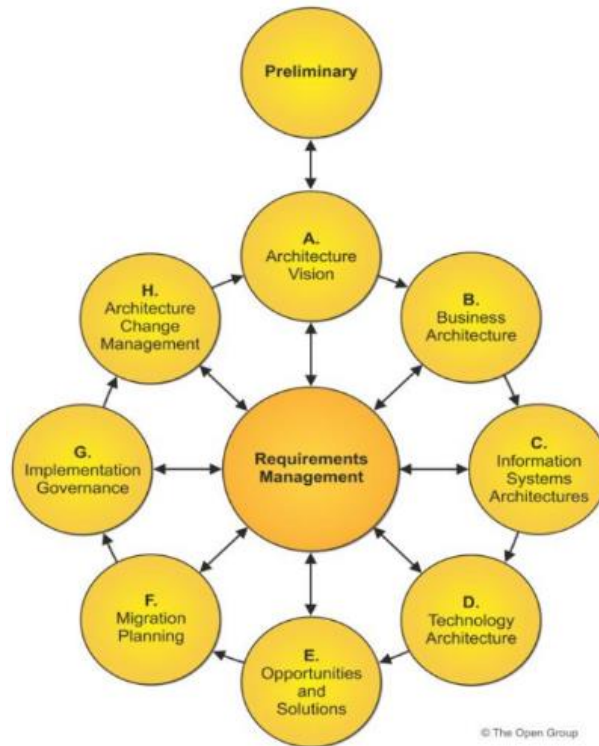 Preliminary
A.
Architecture
Vision
B.
Business
Architecture
C.
Information
Systems
Architectures
D.
Technology
Architecture
E.
Opportunities
and
Solutions
F.
Migration
Planning
G.
Implementation
Governance
H.
Architecture
Change
Management
Requirements
Management
© The Open Group